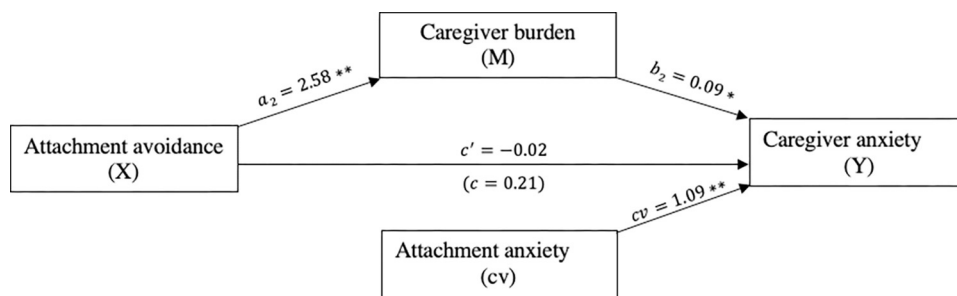 Caregiver burden
(M)
a₂ = 2.58 **
b₂ = 0.09 *
Attachment avoidance
(X)
c′ = −0.02
(c = 0.21)
Caregiver anxiety
(Y)
cv = 1.09 **
Attachment anxiety
(cv)